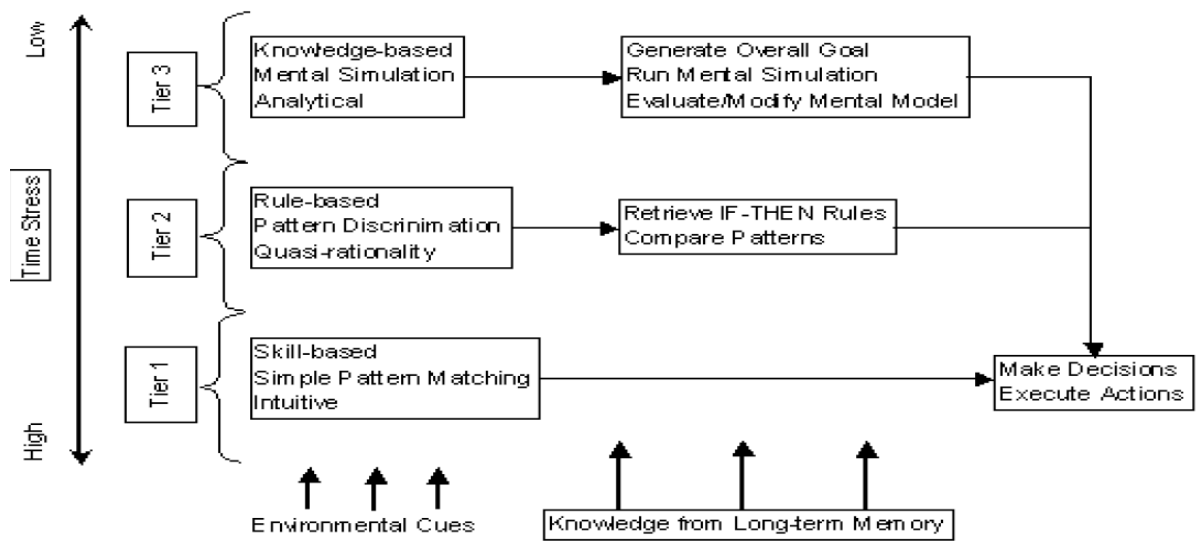 Low
Time Stress
High
Tier 3
Knowledge-based
Mental Simulation
Analytical
Generate Overall Goal
Run Mental Simulation
Evaluate/Modify Mental Model
Tier 2
Rule-based
Pattern Discrinimation
Quasi-rationality
Retrieve IF-THEN Rules
Compare Patterns
Tier 1
Skill-based
Simple Pattern Matching
Intuitive
Make Decisions
Execute Actions
Environmental Cues
Knowledge from Long-term Memory